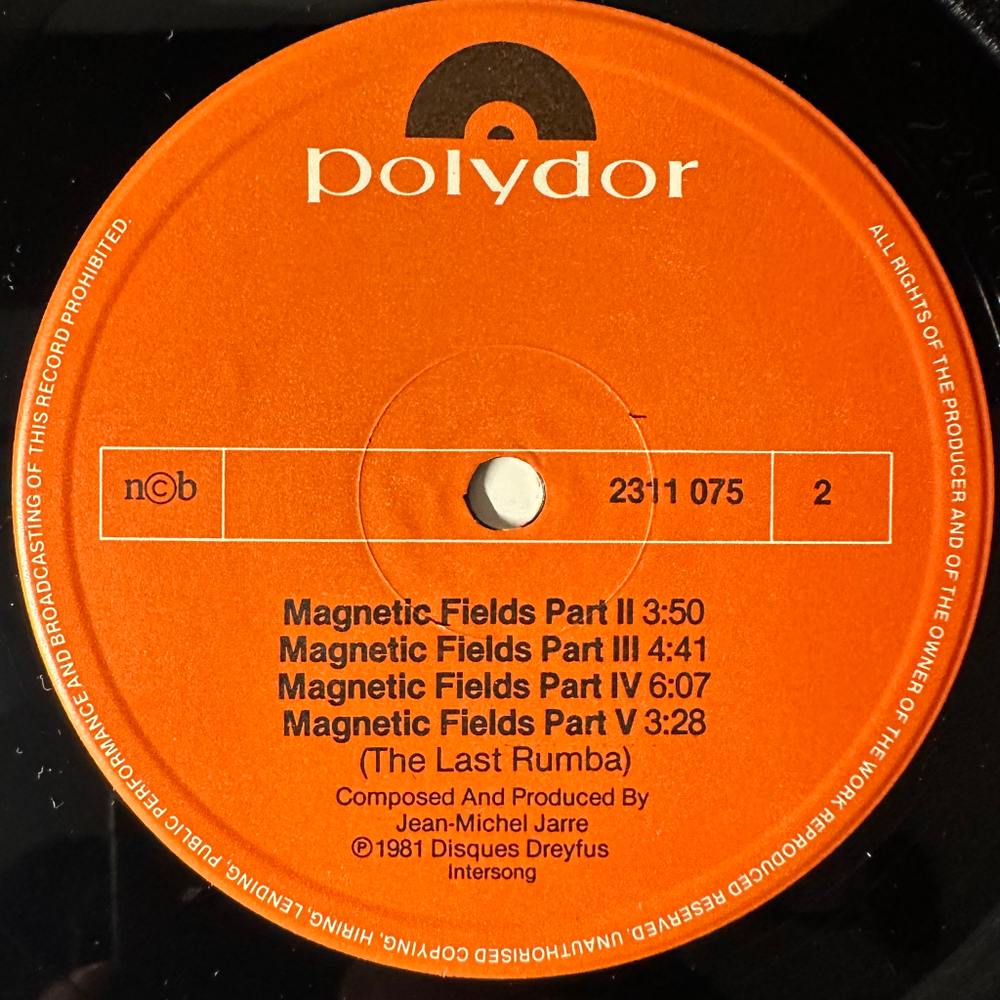 polydor
ALL RIGHTS OF THE PRODUCER AND OF THE OWNER OF THE WORK REPRODUCED RESERVED. UNAUTHORISED COPYING, HIRING, LENDING, PUBLIC PERFORMANCE AND BROADCASTING OF THIS RECORD PROHIBITED.
n©b 2311 075 2
Magnetic Fields Part II 3:50
Magnetic Fields Part III 4:41
Magnetic Fields Part IV 6:07
Magnetic Fields Part V 3:28
(The Last Rumba)
Composed And Produced By
Jean-Michel Jarre
℗1981 Disques Dreyfus
Intersong